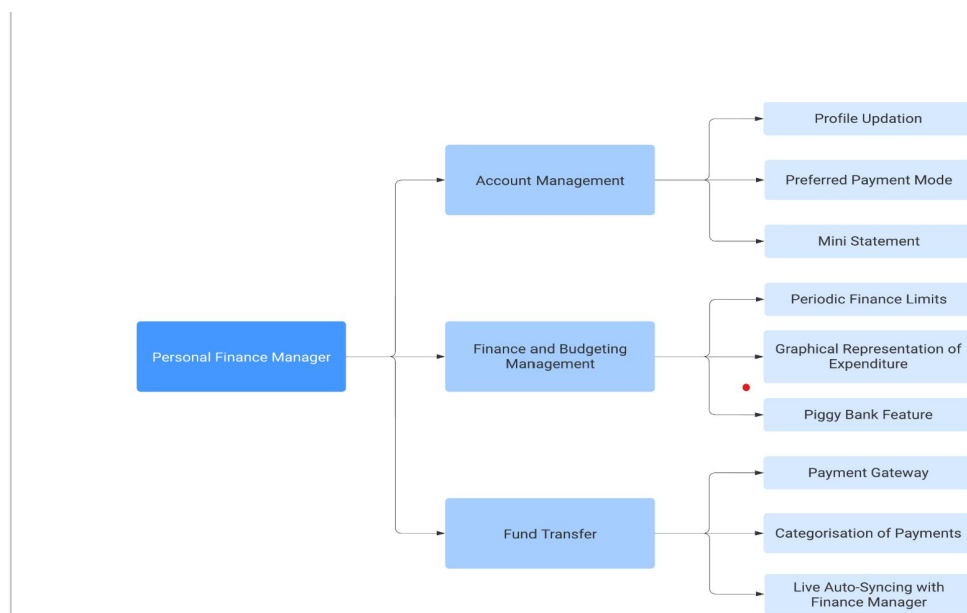 Profile Updation
Account Management
Preferred Payment Mode
Mini Statement
Periodic Finance Limits
Personal Finance Manager
Finance and Budgeting
Management
Graphical Representation of
Expenditure
Piggy Bank Feature
Payment Gateway
Fund Transfer
Categorisation of Payments
Live Auto-Syncing with
Finance Manager